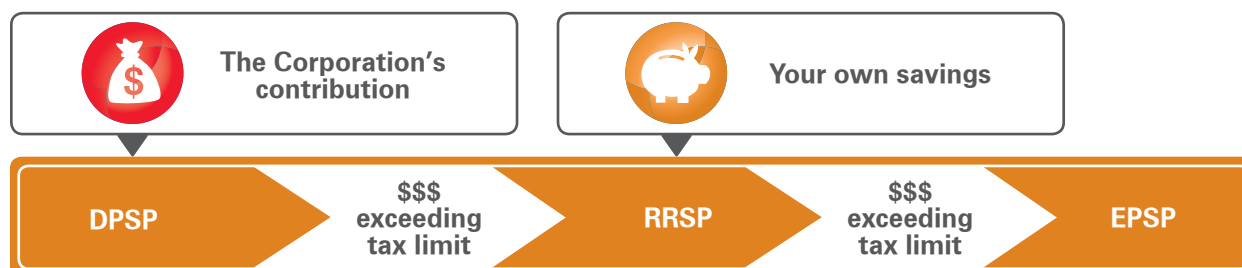 The Corporation's
contribution
$
Your own savings
DPSP
$$$
exceeding
tax limit
RRSP
$$$
exceeding
tax limit
EPSP